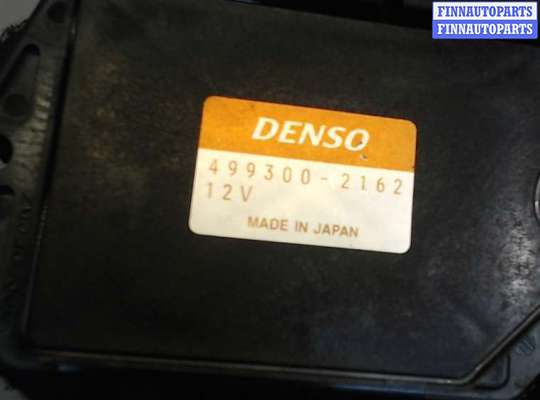 FINNAUTOPARTS
FINNAUTOPARTS
DENSO
499300-2162
12V
MADE IN JAPAN